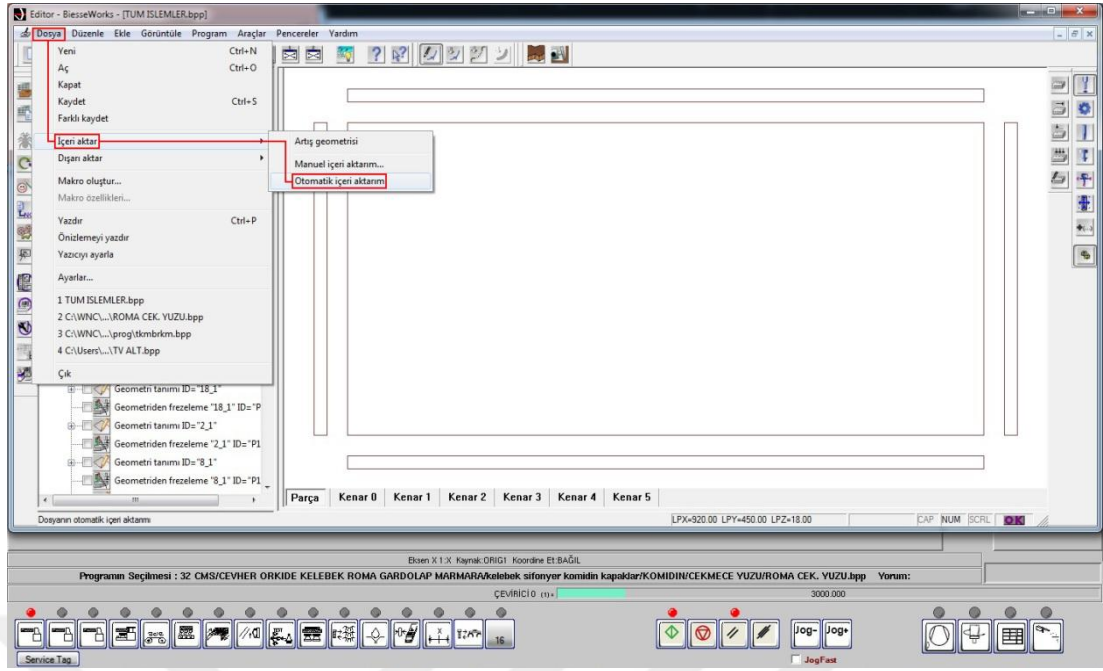 Editor - BiesseWorks - [TUM ISLEMLER.bpp]
Dosya Düzenle Ekle Görüntüle Program Araçlar Pencereler Yardım
Yeni Ctrl+N
Aç Ctrl+O
Kapat
Kaydet Ctrl+S
Farklı kaydet
İçeri aktar
Dışarı aktar
Makro oluştur...
Makro özellikleri...
Yazdır Ctrl+P
Önizlemeyi yazdır
Yazıcıyı ayarla
Ayarlar...
1 TUM ISLEMLER.bpp
2 C:\WNC\...\ROMA CEK. YUZU.bpp
3 C:\WNC\...\prog\tkmbrkm.bpp
4 C:\Users\...\TV ALT.bpp
Çık
Artış geometrisi
Manuel içeri aktarım...
Otomatik içeri aktarım
Geometri tanımı ID="18_1"
Geometriden frezeleme "18_1" ID="P
Geometri tanımı ID="2_1"
Geometriden frezeleme "2_1" ID="P1
Geometri tanımı ID="8_1"
Geometriden frezeleme "8_1" ID="P1
Parça Kenar 0 Kenar 1 Kenar 2 Kenar 3 Kenar 4 Kenar 5
Dosyanın otomatik içeri aktarımı LPX=920.00 LPY=450.00 LPZ=18.00 CAP NUM SCRL OK
Eksen X 1:X Kaynak:ORIG1 Koordine Et:BAĞIL
Programın Seçilmesi : 32 CMS/CEVHER ORKIDE KELEBEK ROMA GARDOLAP MARMARA/kelebek sifonyer komidin kapaklar/KOMIDIN/CEKMECE YUZU/ROMA CEK. YUZU.bpp Yorum:
ÇEVİRİCİ 0 (1)= 3000.000
16
Jog- Jog+
Service Tag
JogFast